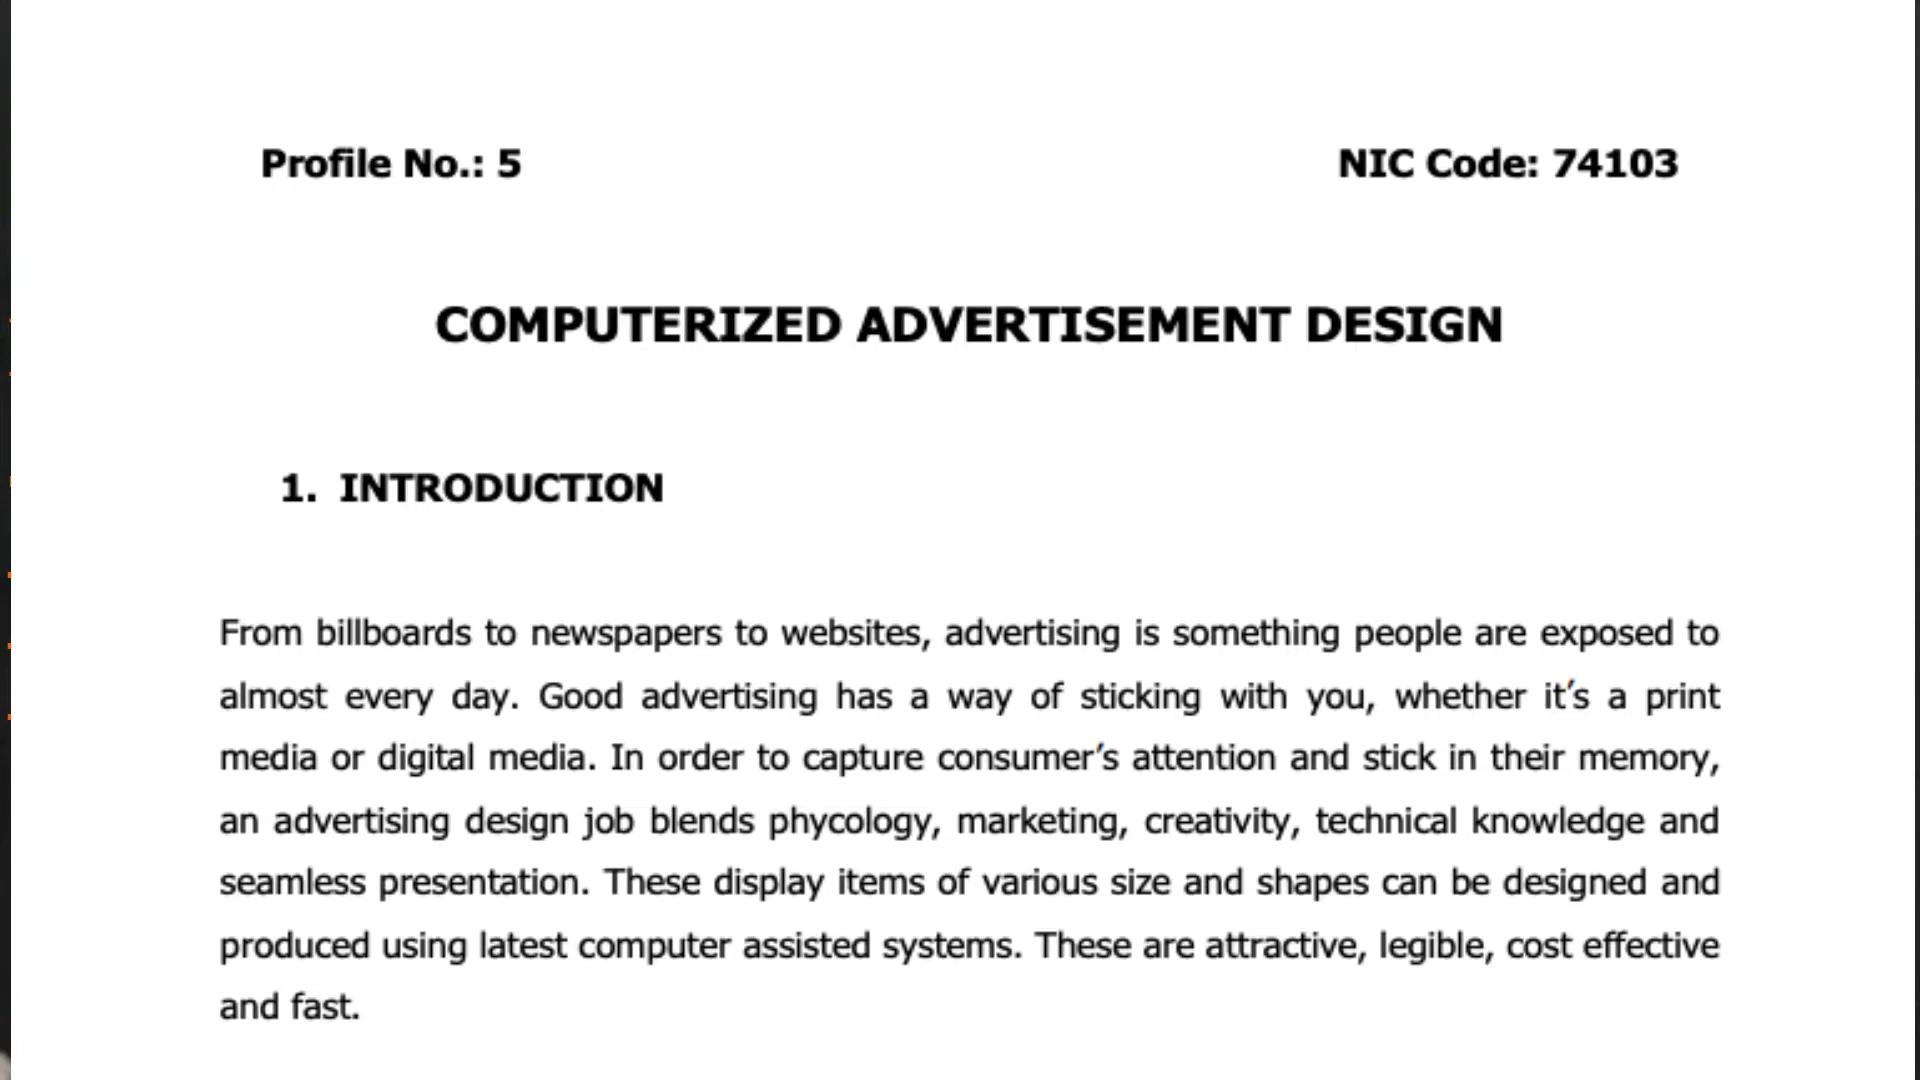 Profile No.: 5
NIC Code: 74103
COMPUTERIZED ADVERTISEMENT DESIGN
1. INTRODUCTION
From billboards to newspapers to websites, advertising is something people are exposed to
almost every day. Good advertising has a way of sticking with you, whether it’s a print
media or digital media. In order to capture consumer’s attention and stick in their memory,
an advertising design job blends phycology, marketing, creativity, technical knowledge and
seamless presentation. These display items of various size and shapes can be designed and
produced using latest computer assisted systems. These are attractive, legible, cost effective
and fast.